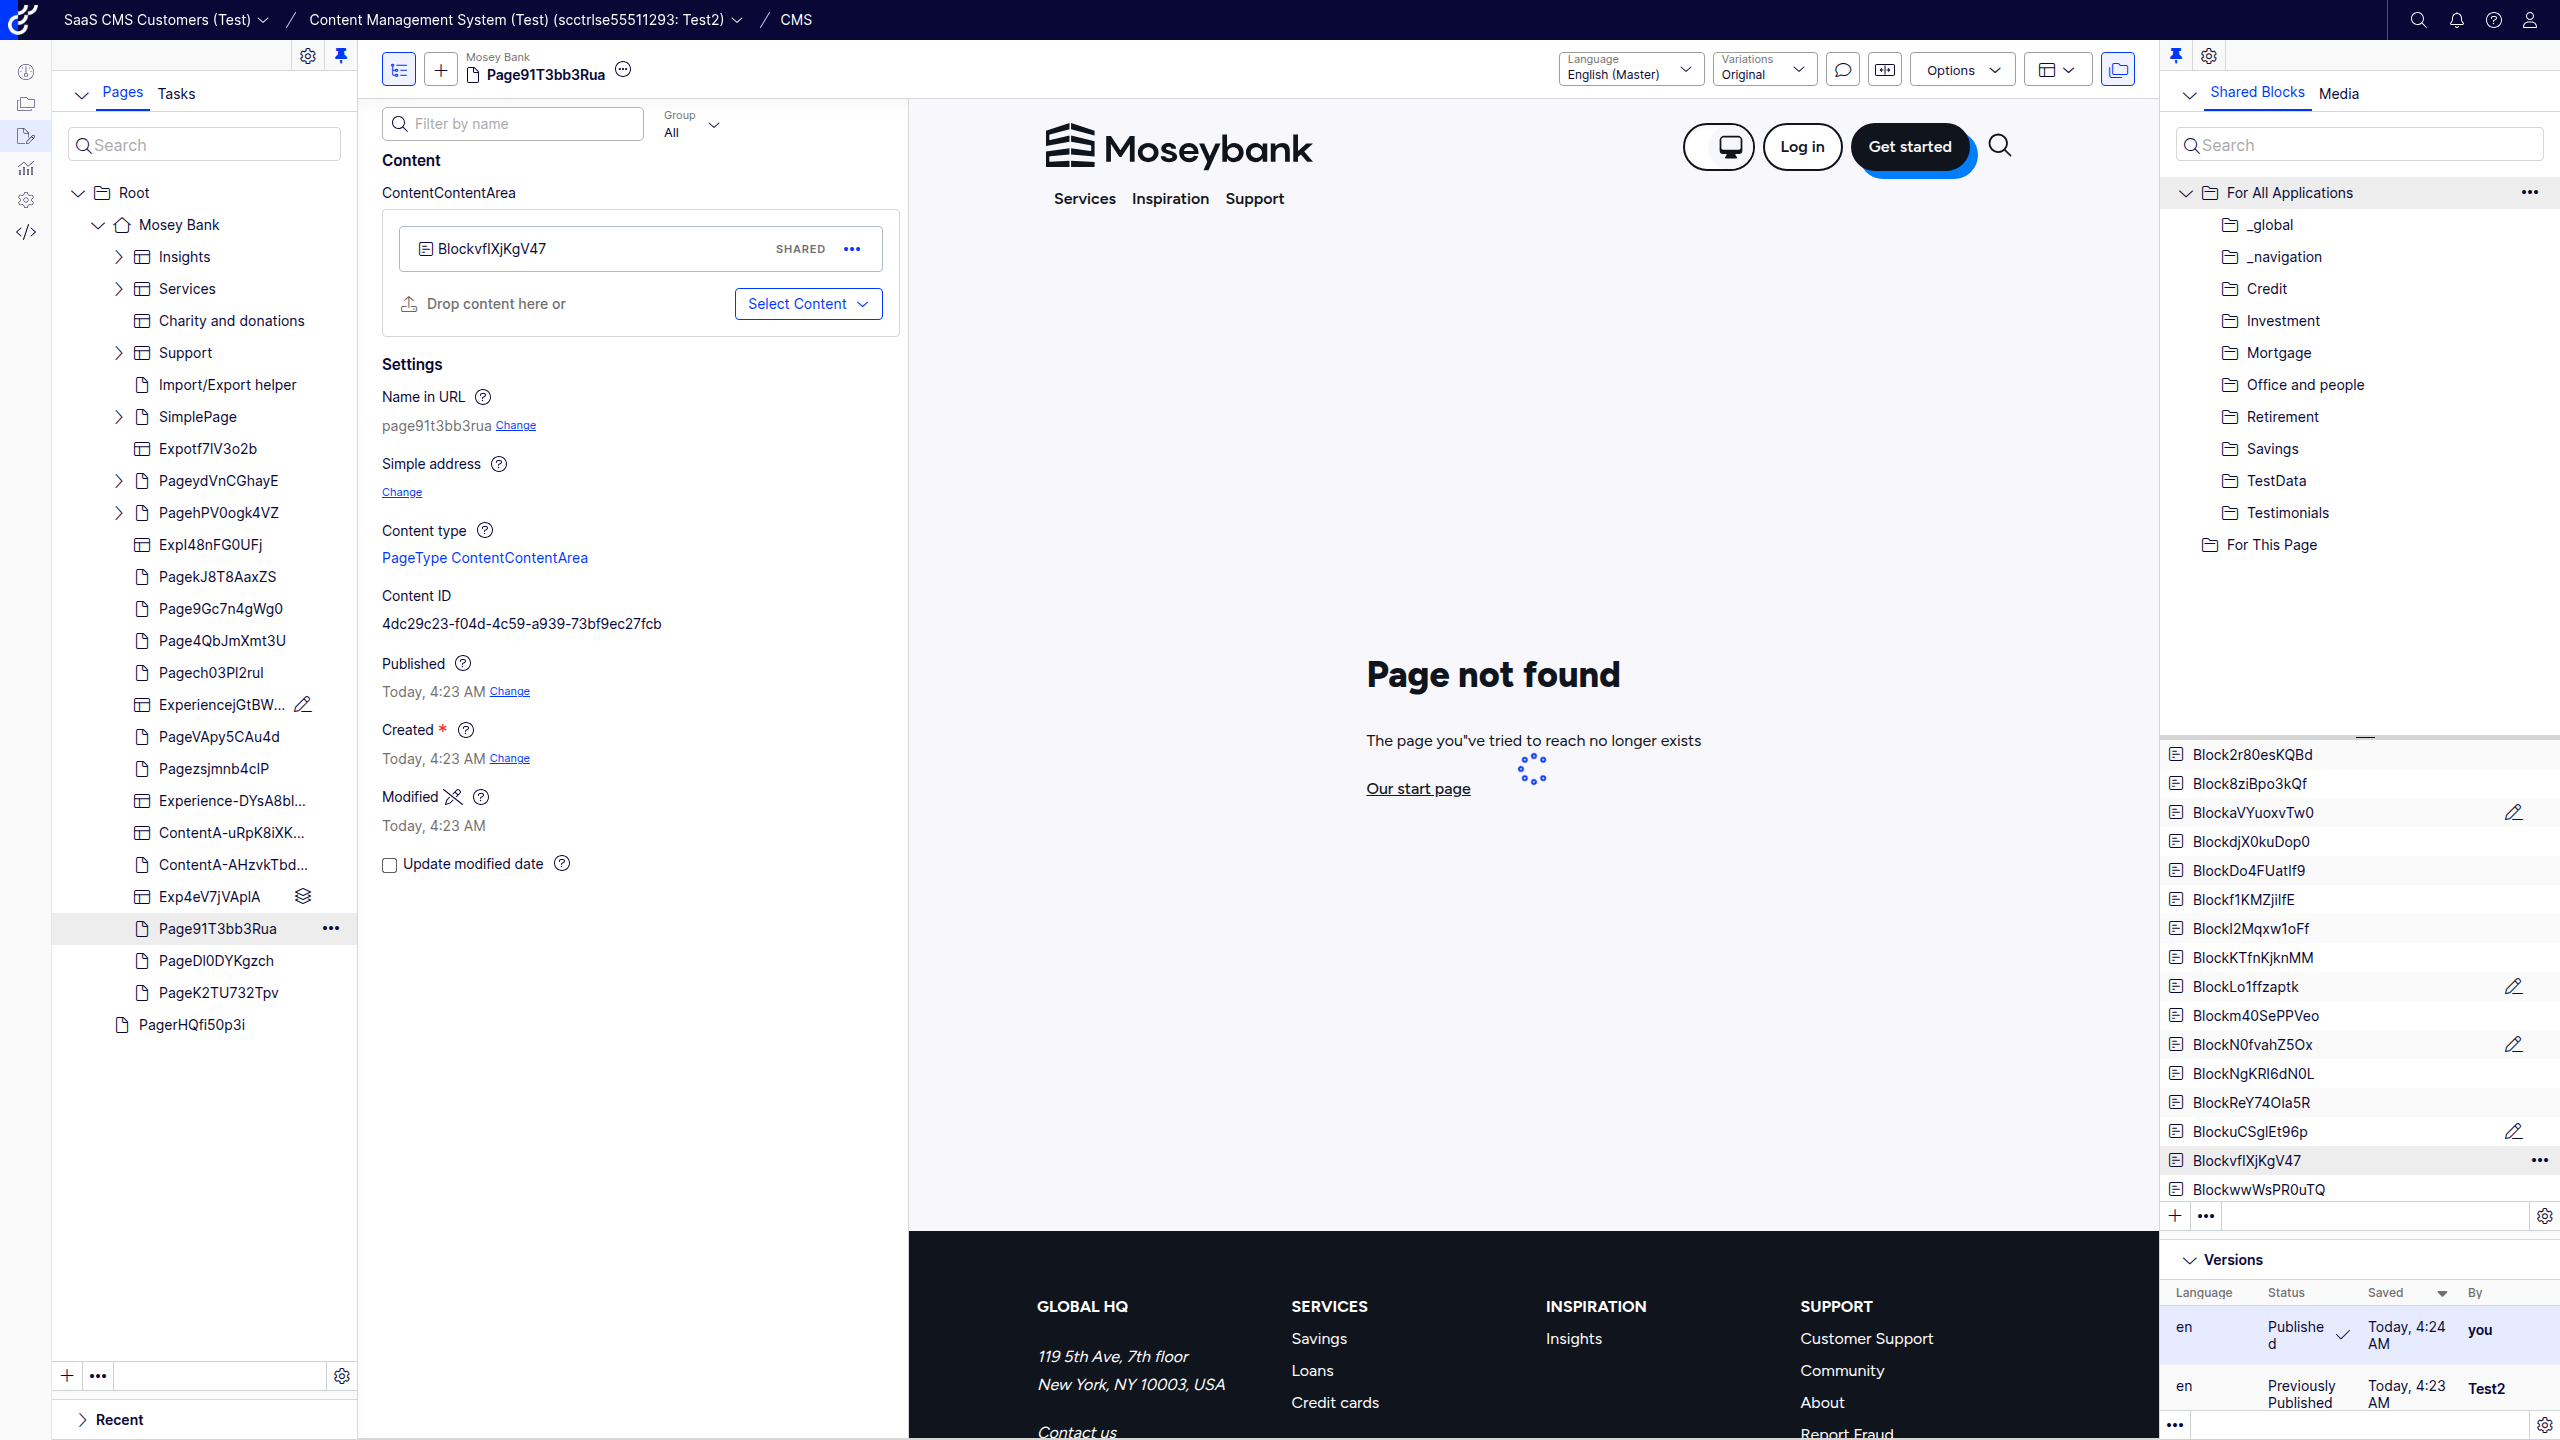 SaaS CMS Customers (Test)
Content Management System (Test) (scctrlse55511293: Test2)
CMS
Pages
Tasks
Search
Root
Mosey Bank
Insights
Services
Charity and donations
Support
Import/Export helper
SimplePage
Expotf7lV3o2b
PageydVnCGhayE
PagehPV0ogk4VZ
ExpI48nFG0UFj
PagekJ8T8AaxZS
Page9Gc7n4gWg0
Page4QbJmXmt3U
Pagech03Pl2rul
ExperiencejGtBW...
PageVApy5CAu4d
Pagezsjmnb4cIP
Experience-DYsA8bl...
ContentA-uRpK8iXK...
ContentA-AHzvkTbd...
Exp4eV7jVAplA
Page91T3bb3Rua
PageDl0DYKgzch
PageK2TU732Tpv
PagerHQfi50p3i
Recent
Mosey Bank
Page91T3bb3Rua
Language
English (Master)
Variations
Original
Options
Filter by name
Group
All
Content
ContentContentArea
BlockvflXjKgV47
SHARED
Drop content here or
Select Content
Settings
Name in URL
page91t3bb3rua Change
Simple address
Change
Content type
PageType ContentContentArea
Content ID
4dc29c23-f04d-4c59-a939-73bf9ec27fcb
Published
Today, 4:23 AM Change
Created *
Today, 4:23 AM Change
Modified
Today, 4:23 AM
Update modified date
Moseybank
Log in
Get started
Services
Inspiration
Support
Page not found
The page you"ve tried to reach no longer exists
Our start page
GLOBAL HQ
119 5th Ave, 7th floor
New York, NY 10003, USA
Contact us
SERVICES
Savings
Loans
Credit cards
INSPIRATION
Insights
SUPPORT
Customer Support
Community
About
Report Fraud
Shared Blocks
Media
Search
For All Applications
_global
_navigation
Credit
Investment
Mortgage
Office and people
Retirement
Savings
TestData
Testimonials
For This Page
Block2r80esKQBd
Block8ziBpo3kQf
BlockaVYuoxvTw0
BlockdjX0kuDop0
BlockDo4FUatlf9
Blockf1KMZjilfE
BlockI2Mqxw1oFf
BlockKTfnKjknMM
BlockLo1ffzaptk
Blockm40SePPVeo
BlockN0fvahZ5Ox
BlockNgKRl6dN0L
BlockReY74OIa5R
BlockuCSglEt96p
BlockvflXjKgV47
BlockwwWsPR0uTQ
Versions
Language
Status
Saved
By
en
Publishe
d
Today, 4:24
AM
you
en
Previously
Published
Today, 4:23
AM
Test2